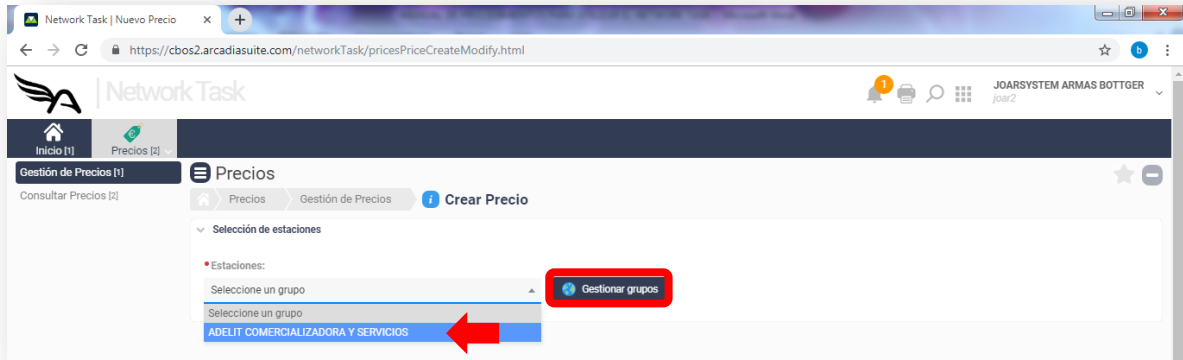 Network Task | Nuevo Precio
https://cbos2.arcadiasuite.com/networkTask/pricesPriceCreateModify.html
b
Network Task
1
JOARSYSTEM ARMAS BOTTGER
joar2
Inicio [1]
Precios [2]
Gestión de Precios [1]
Precios
Consultar Precios [2]
Precios
Gestión de Precios
Crear Precio
Selección de estaciones
•Estaciones:
Seleccione un grupo
Gestionar grupos
Seleccione un grupo
ADELIT COMERCIALIZADORA Y SERVICIOS